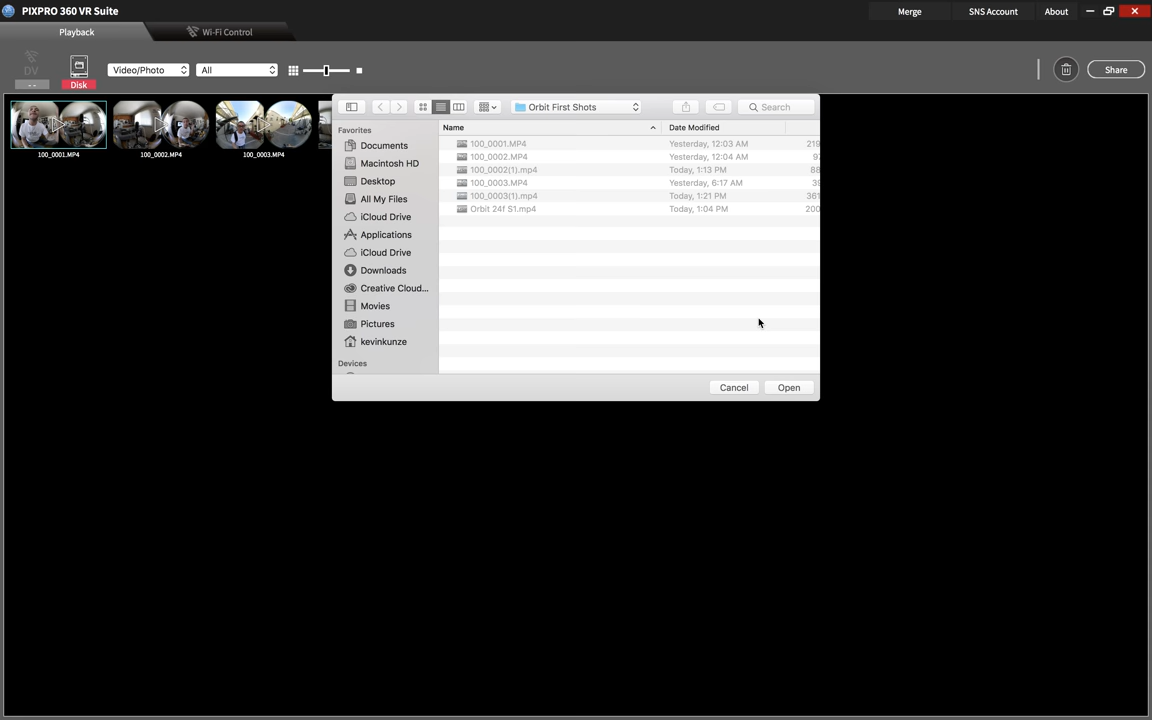 PIXPRO 360 VR Suite
Merge
SNS Account
About
Playback
Wi-Fi Control
DV
- -
Disk
Video/Photo
All
Share
100_0001.MP4
100_0002.MP4
100_0003.MP4
Orbit First Shots
Search
Favorites
Documents
Macintosh HD
Desktop
All My Files
iCloud Drive
Applications
iCloud Drive
Downloads
Creative Cloud...
Movies
Pictures
kevinkunze
Devices
Name Date Modified
100_0001.MP4 Yesterday, 12:03 AM 219
100_0002.MP4 Yesterday, 12:04 AM
100_0002(1).mp4 Today, 1:13 PM
100_0003.MP4 Yesterday, 6:17 AM
100_0003(1).mp4 Today, 1:21 PM 361
Orbit 24f S1.mp4 Today, 1:04 PM 200
Cancel
Open